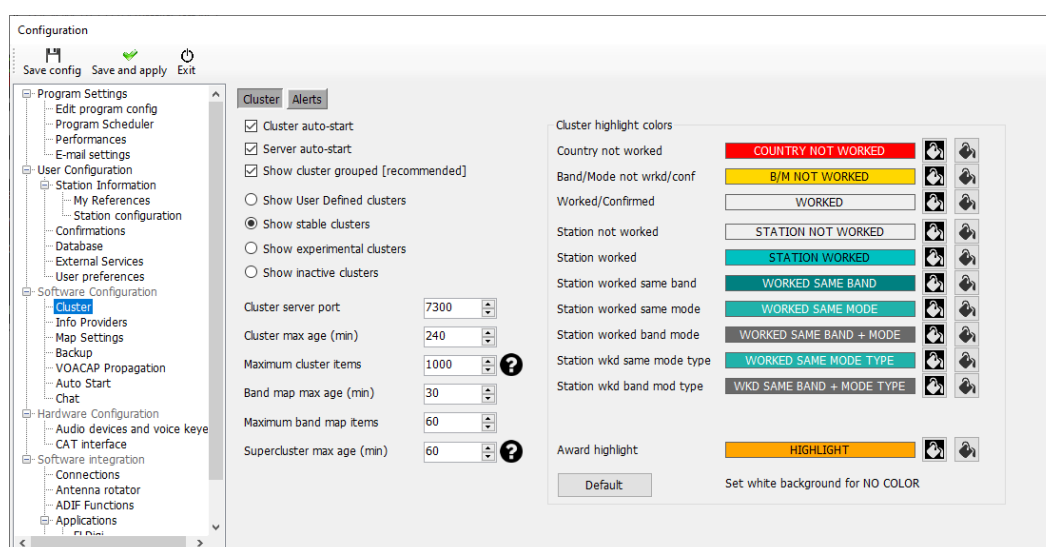 Configuration
Save config Save and apply Exit
Program Settings
Edit program config
Program Scheduler
Performances
E-mail settings
User Configuration
Station Information
My References
Station configuration
Confirmations
Database
External Services
User preferences
Software Configuration
Cluster
Info Providers
Map Settings
Backup
VOACAP Propagation
Auto Start
Chat
Hardware Configuration
Audio devices and voice keye
CAT interface
Software integration
Connections
Antenna rotator
ADIF Functions
Applications
Cluster Alerts
Cluster auto-start
Server auto-start
Show cluster grouped [recommended]
Show User Defined clusters
Show stable clusters
Show experimental clusters
Show inactive clusters
Cluster server port 7300
Cluster max age (min) 240
Maximum cluster items 1000 ?
Band map max age (min) 30
Maximum band map items 60
Supercluster max age (min) 60 ?
Cluster highlight colors
Country not worked COUNTRY NOT WORKED
Band/Mode not wrkd/conf B/M NOT WORKED
Worked/Confirmed WORKED
Station not worked STATION NOT WORKED
Station worked STATION WORKED
Station worked same band WORKED SAME BAND
Station worked same mode WORKED SAME MODE
Station worked band mode WORKED SAME BAND + MODE
Station wkd same mode type WORKED SAME MODE TYPE
Station wkd band mod type WKD SAME BAND + MODE TYPE
Award highlight HIGHLIGHT
Default Set white background for NO COLOR